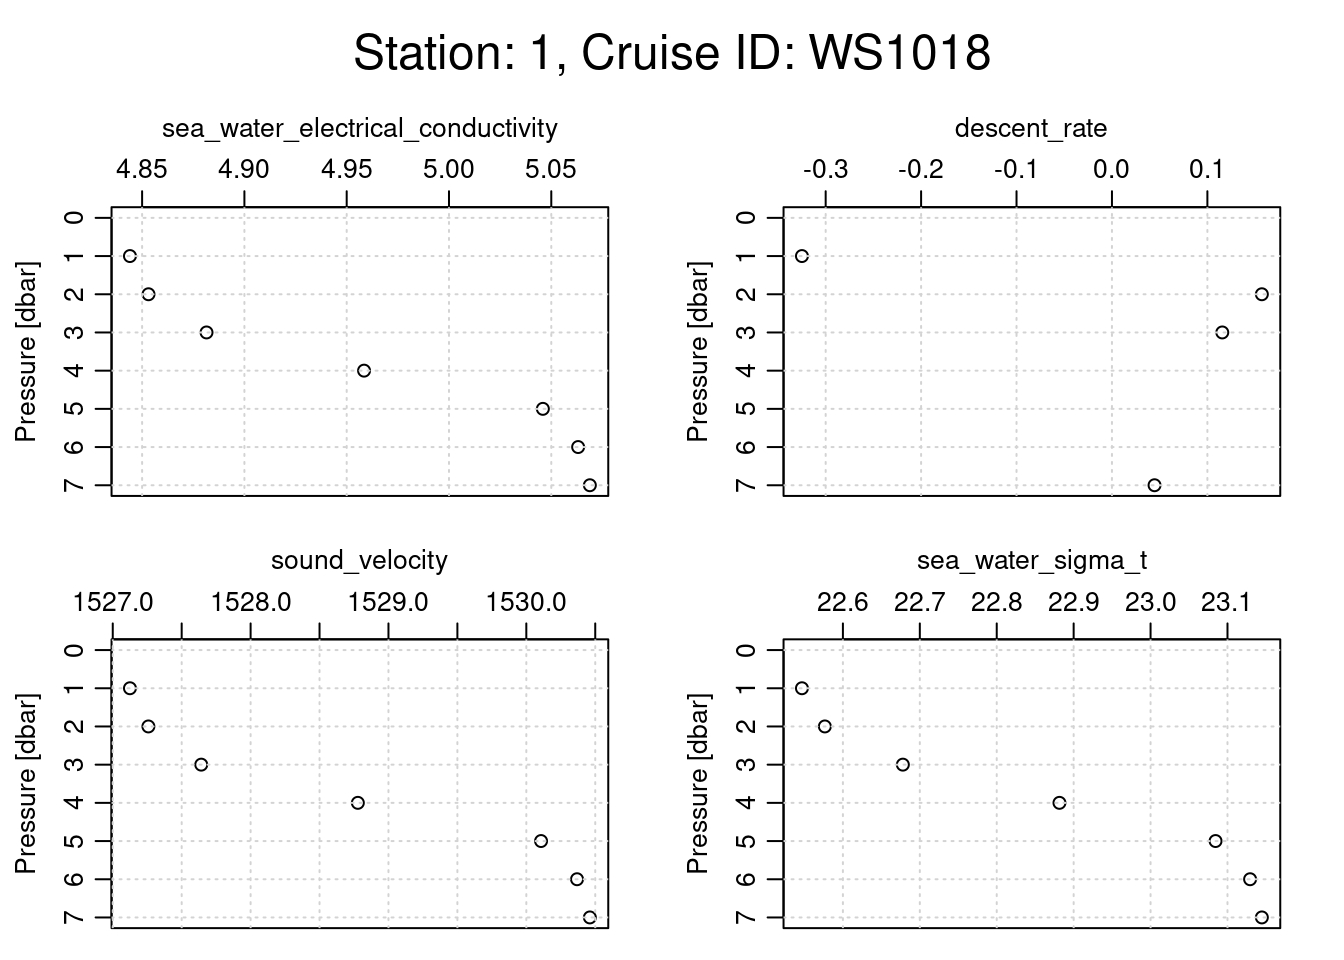 Station: 1, Cruise ID: WS1018
sea_water_electrical_conductivity
4.85 4.90 4.95 5.00 5.05
Pressure [dbar]
0
1
2
3
4
5
6
7
descent_rate
-0.3 -0.2 -0.1 0.0 0.1
Pressure [dbar]
0
1
2
3
4
5
6
7
sound_velocity
1527.0 1528.0 1529.0 1530.0
Pressure [dbar]
0
1
2
3
4
5
6
7
sea_water_sigma_t
22.6 22.7 22.8 22.9 23.0 23.1
Pressure [dbar]
0
1
2
3
4
5
6
7